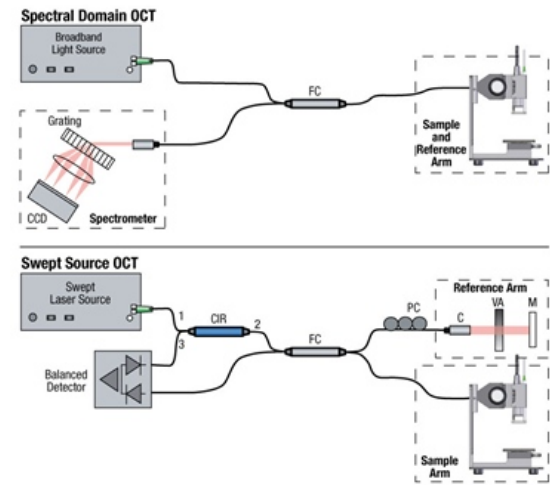 Spectral Domain OCT
Broadband
Light Source
FC
Grating
Sample
and
Reference
Arm
CCD
Spectrometer
Swept Source OCT
Swept
Laser Source
1
CIR
2
3
FC
PC
Reference Arm
C
VA
M
Balanced
Detector
Sample
Arm